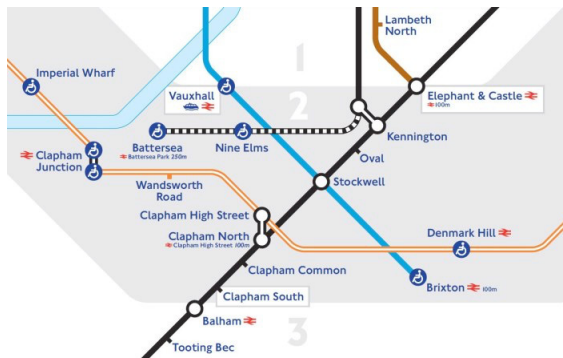 Lambeth
North
1
Imperial Wharf
Vauxhall
Elephant & Castle
100m
2
Kennington
Battersea
Battersea Park 250m
Nine Elms
Oval
Clapham
Junction
Stockwell
Wandsworth
Road
Clapham High Street
Denmark Hill
Clapham North
Clapham High Street 100m
Clapham Common
Brixton
100m
Clapham South
3
Balham
Tooting Bec